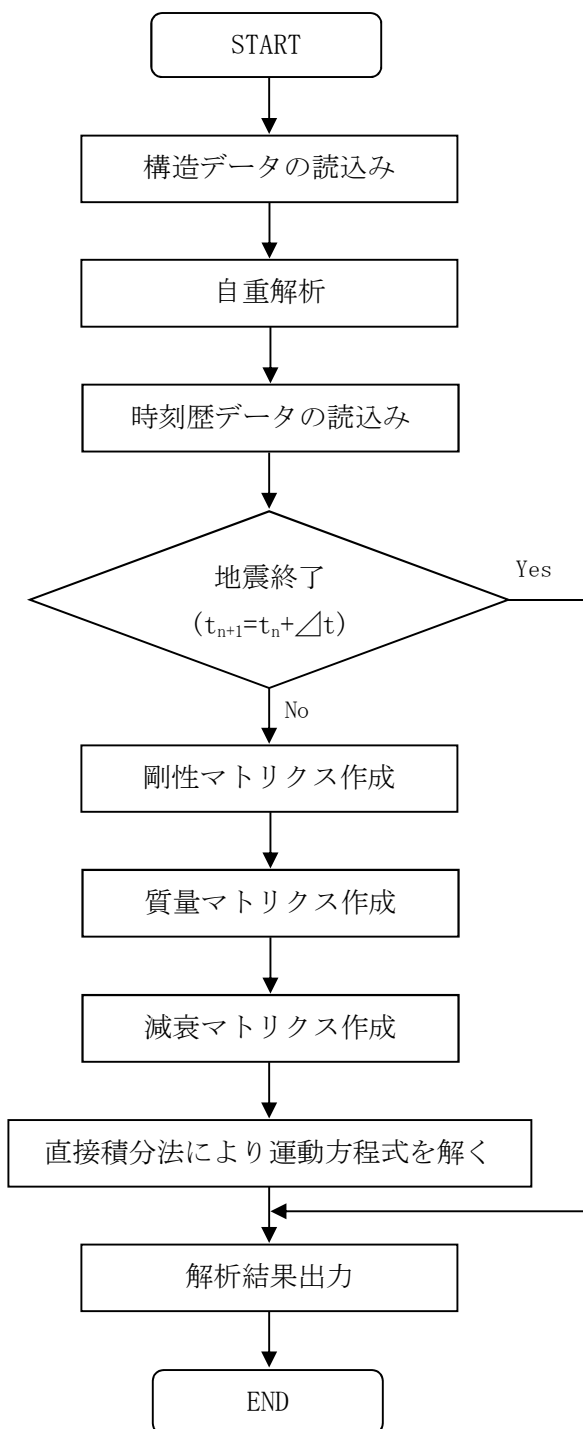 START
構造データの読込み
自重解析
時刻歴データの読込み
地震終了
Yes
(tn+1=tn+⊿t)
No
剛性マトリクス作成
質量マトリクス作成
減衰マトリクス作成
直接積分法により運動方程式を解く
解析結果出力
END